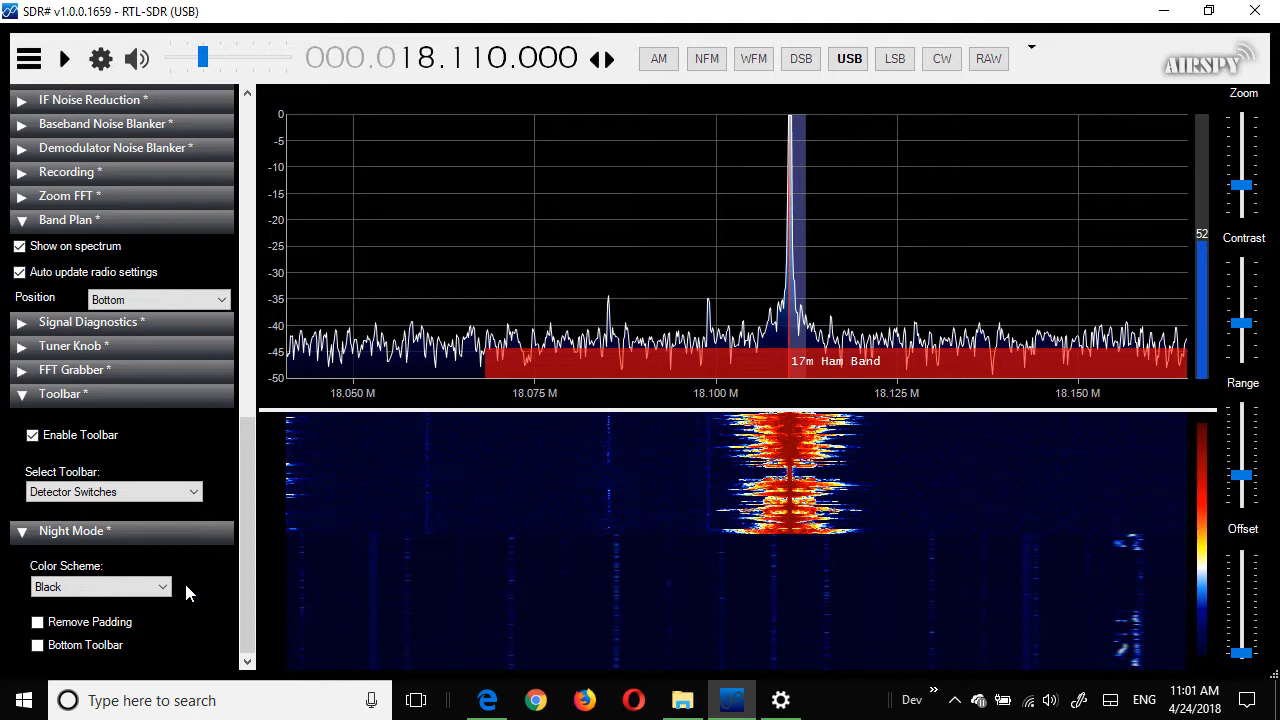 SDR# v1.0.0.1659 - RTL-SDR (USB)
000.018.110.000
AM NFM WFM DSB USB LSB CW RAW
AIRSPY
IF Noise Reduction *
Baseband Noise Blanker *
Demodulator Noise Blanker *
Recording *
Zoom FFT *
Band Plan *
Show on spectrum
Auto update radio settings
Position Bottom
Signal Diagnostics *
Tuner Knob *
FFT Grabber *
Toolbar *
Enable Toolbar
Select Toolbar:
Detector Switches
Night Mode *
Color Scheme:
Black
Remove Padding
Bottom Toolbar
0
-5
-10
-15
-20
-25
-30
-35
-40
-45
-50
17m Ham Band
18.050 M 18.075 M 18.100 M 18.125 M 18.150 M
52
Zoom
Contrast
Range
Offset
Type here to search
Dev
ENG
11:01 AM
4/24/2018